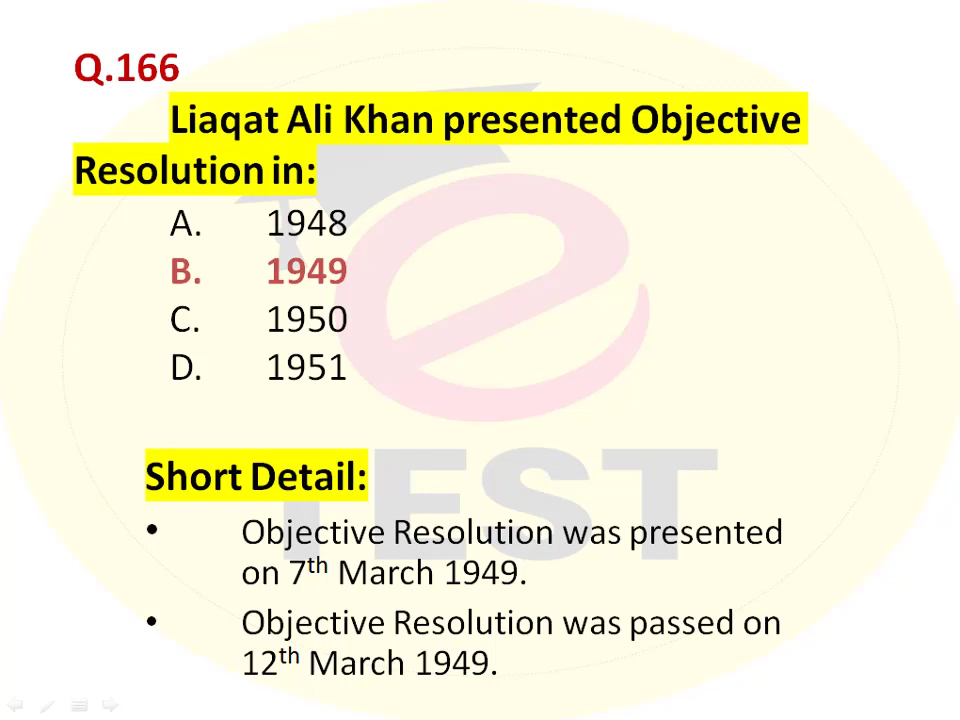 Q.166
Liaqat Ali Khan presented Objective
Resolution in:
A. 1948
B. 1949
C. 1950
D. 1951
Short Detail:
• Objective Resolution was presented
on 7th March 1949.
• Objective Resolution was passed on
12th March 1949.
e
TEST